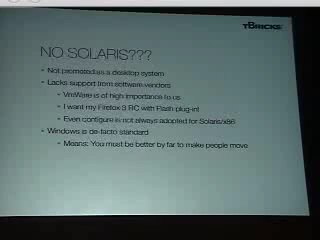 TBRICKS
NO SOLARIS???
• Not promoted as a desktop system
• Lacks support from software vendors
• VmWare is of high importance to us
• I want my Firefox 3 RC with Flash plug-in!
• Even configure is not always adopted for Solaris/x86
• Windows is de-facto standard
• Means: You must be better by far to make people move